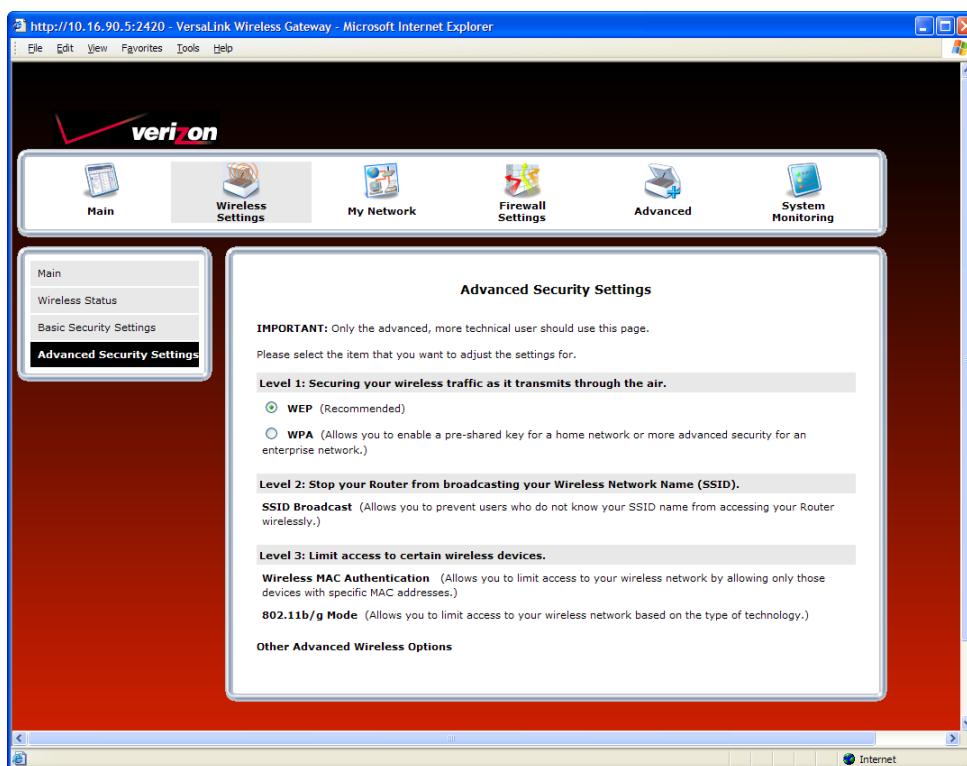 http://10.16.90.5:2420 - VersaLink Wireless Gateway - Microsoft Internet Explorer
File Edit View Favorites Tools Help
verizon
Main
Wireless
Settings
My Network
Firewall
Settings
Advanced
System
Monitoring
Main
Wireless Status
Basic Security Settings
Advanced Security Settings
Advanced Security Settings
IMPORTANT: Only the advanced, more technical user should use this page.
Please select the item that you want to adjust the settings for.
Level 1: Securing your wireless traffic as it transmits through the air.
WEP (Recommended)
WPA (Allows you to enable a pre-shared key for a home network or more advanced security for an
enterprise network.)
Level 2: Stop your Router from broadcasting your Wireless Network Name (SSID).
SSID Broadcast (Allows you to prevent users who do not know your SSID name from accessing your Router
wirelessly.)
Level 3: Limit access to certain wireless devices.
Wireless MAC Authentication (Allows you to limit access to your wireless network by allowing only those
devices with specific MAC addresses.)
802.11b/g Mode (Allows you to limit access to your wireless network based on the type of technology.)
Other Advanced Wireless Options
Internet